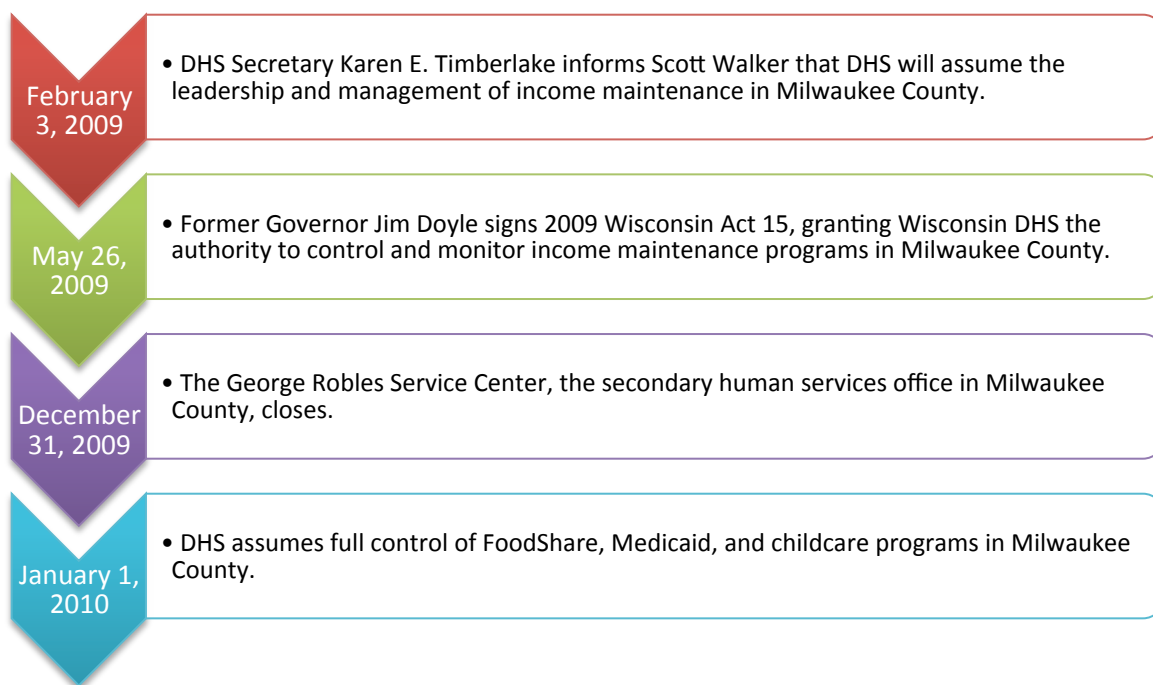 February
3, 2009
• DHS Secretary Karen E. Timberlake informs Scott Walker that DHS will assume the
leadership and management of income maintenance in Milwaukee County.
May 26,
2009
• Former Governor Jim Doyle signs 2009 Wisconsin Act 15, granting Wisconsin DHS the
authority to control and monitor income maintenance programs in Milwaukee County.
December
31, 2009
• The George Robles Service Center, the secondary human services office in Milwaukee
County, closes.
January 1,
2010
• DHS assumes full control of FoodShare, Medicaid, and childcare programs in Milwaukee
County.